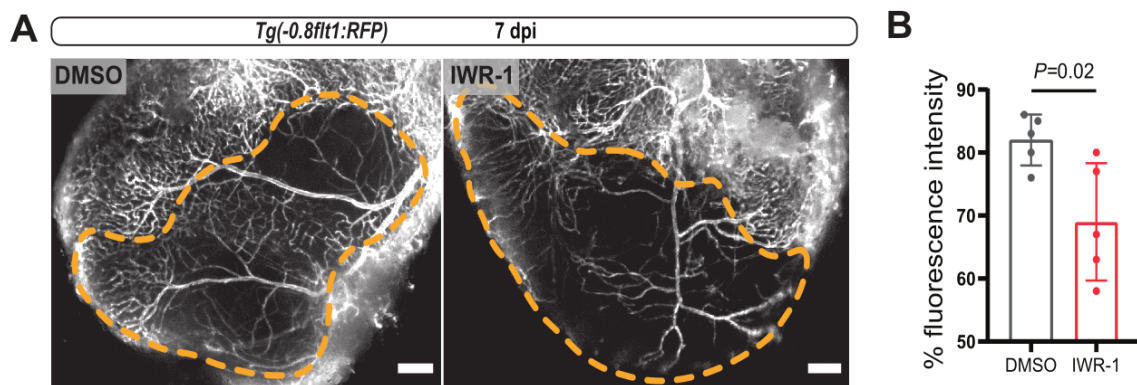 A
Tg(-0.8flt1:RFP) 7 dpi
DMSO
IWR-1
B
P=0.02
% fluorescence intensity
90
80
70
60
50
DMSO
IWR-1